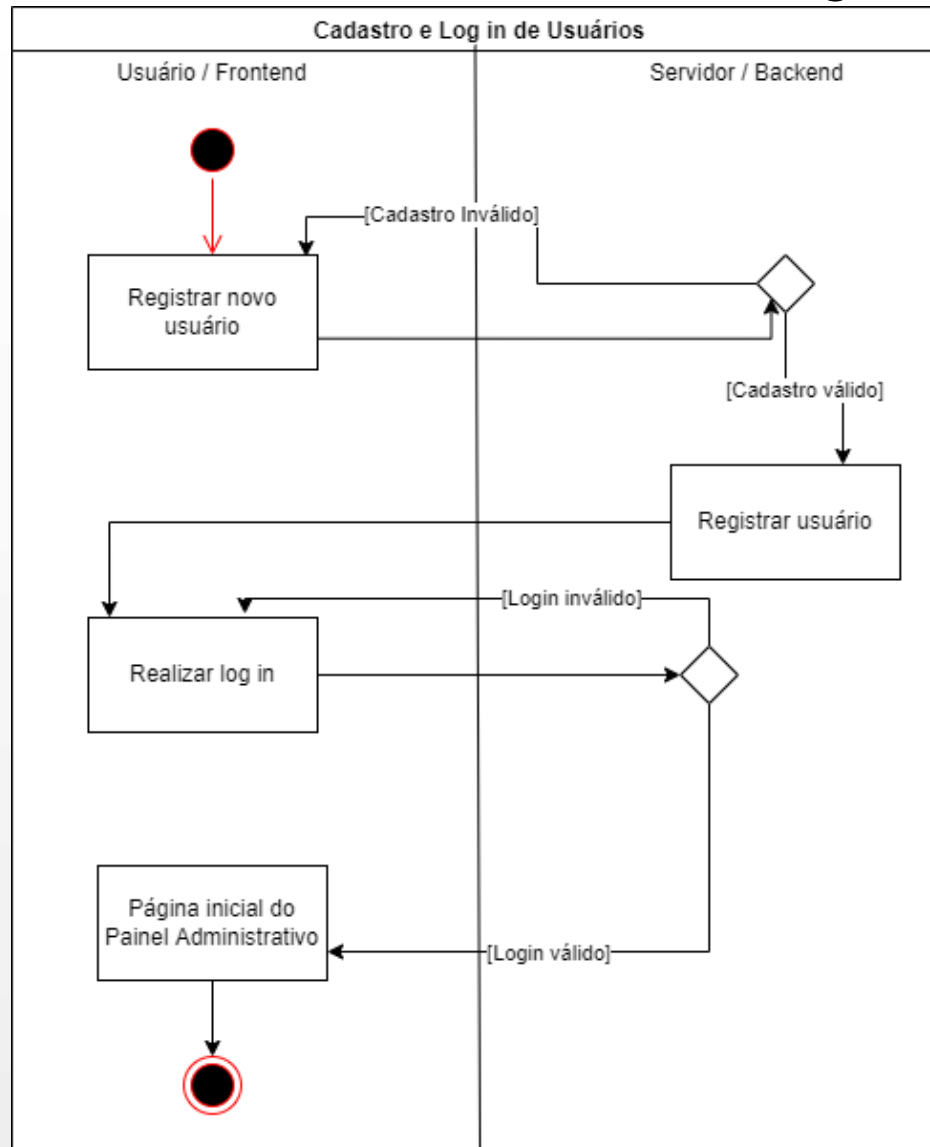 Cadastro e Log in de Usuários
Usuário / Frontend
Servidor / Backend
[Cadastro Inválido]
Registrar novo
usuário
[Cadastro válido]
Registrar usuário
[Login inválido]
Realizar log in
Página inicial do
Painel Administrativo
[Login válido]